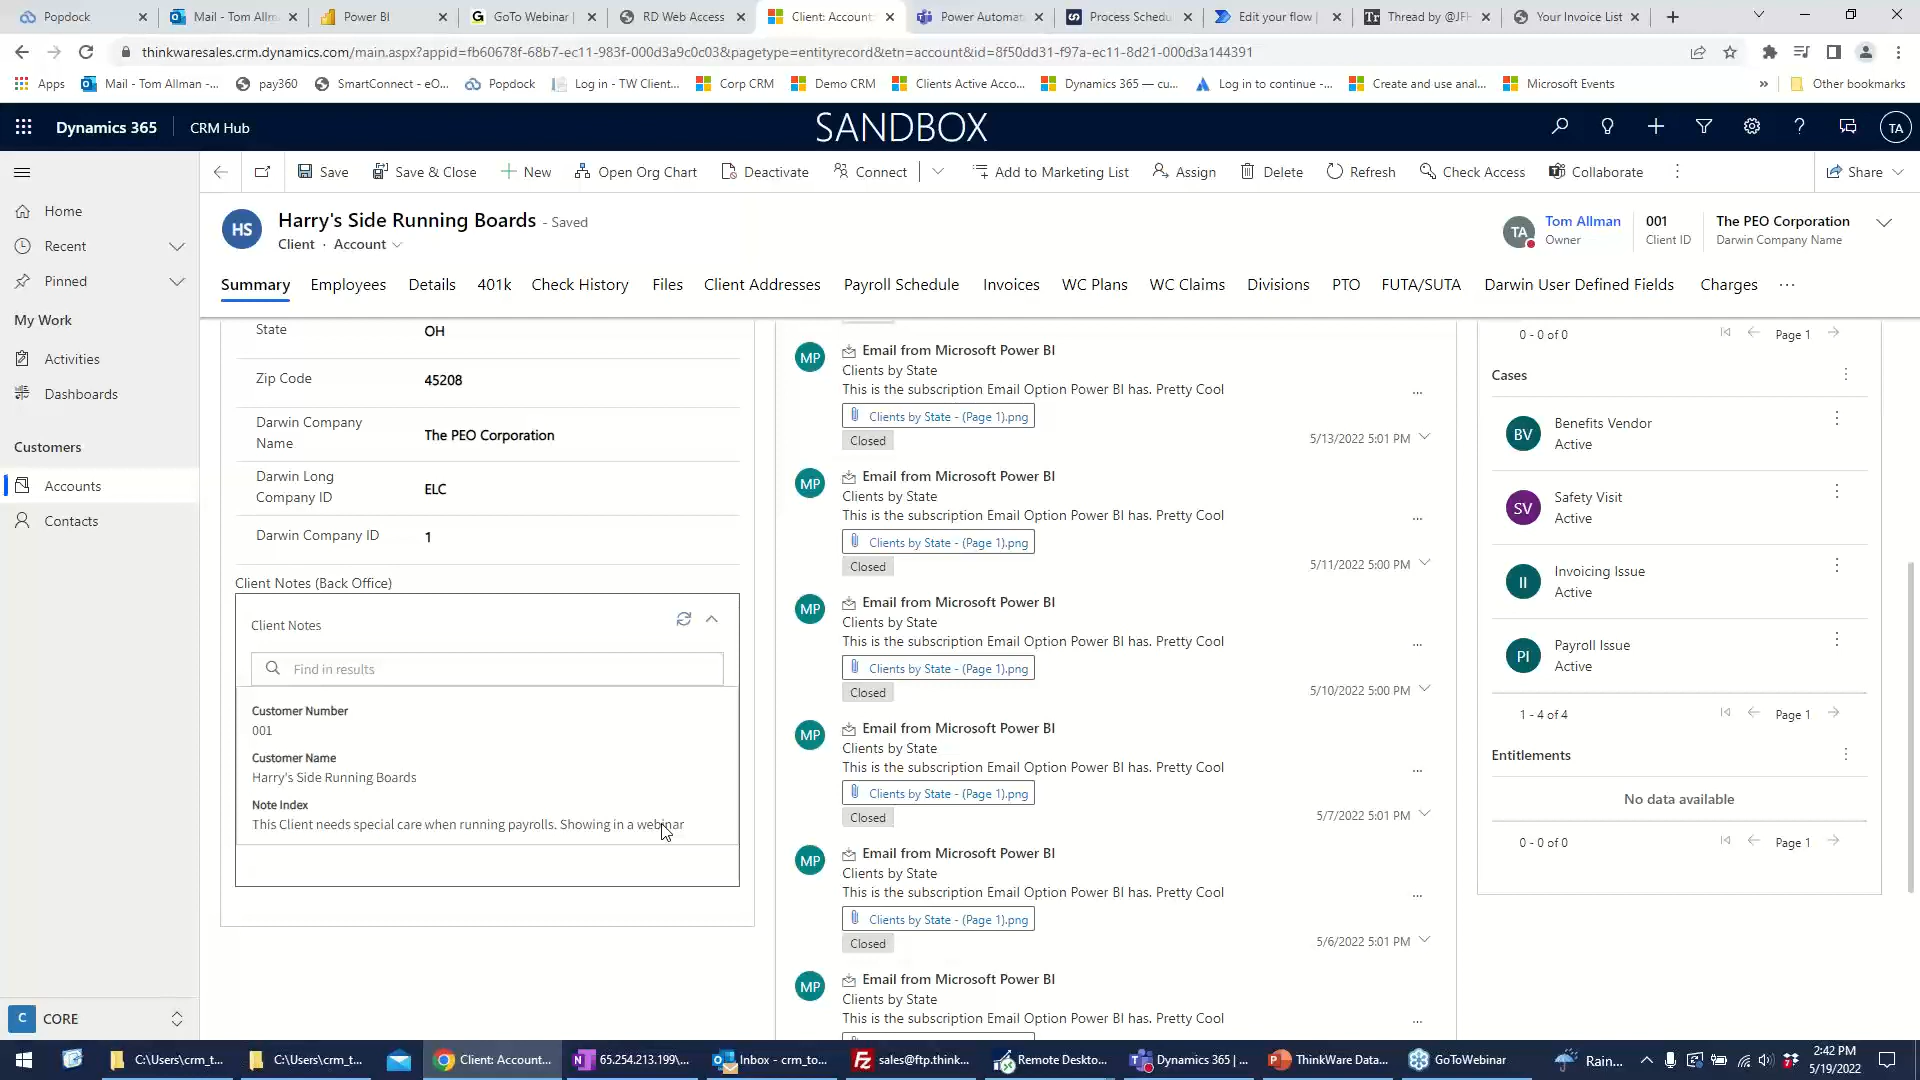 Popdock
Mail - Tom Allm
Power BI
GoTo Webinar |
RD Web Access
Client: Account
Power Automat
Process Schedu
Edit your flow |
Thread by @JFH
Your Invoice List
thinkwaresales.crm.dynamics.com/main.aspx?appid=fb60678f-68b7-ec11-983f-000d3a9c0c03&pagetype=entityrecord&etn=account&id=8f50dd31-f97a-ec11-8d21-000d3a144391
Apps
Mail - Tom Allman -...
pay360
SmartConnect - eO...
Popdock
Log in - TW Client...
Corp CRM
Demo CRM
Clients Active Acco...
Dynamics 365 — cu...
Log in to continue -...
Create and use anal...
Microsoft Events
»
Other bookmarks
Dynamics 365
CRM Hub
SANDBOX
TA
Save
Save & Close
New
Open Org Chart
Deactivate
Connect
Add to Marketing List
Assign
Delete
Refresh
Check Access
Collaborate
Share
Home
Recent
Pinned
My Work
Activities
Dashboards
Customers
Accounts
Contacts
C CORE
HS
Harry's Side Running Boards - Saved
Client · Account
TA
Tom Allman
Owner
001
Client ID
The PEO Corporation
Darwin Company Name
Summary
Employees
Details
401k
Check History
Files
Client Addresses
Payroll Schedule
Invoices
WC Plans
WC Claims
Divisions
PTO
FUTA/SUTA
Darwin User Defined Fields
Charges
...
State
OH
Zip Code
45208
Darwin Company
Name
The PEO Corporation
Darwin Long
Company ID
ELC
Darwin Company ID
1
Client Notes (Back Office)
Client Notes
Find in results
Customer Number
001
Customer Name
Harry's Side Running Boards
Note Index
This Client needs special care when running payrolls. Showing in a webinar
MP
Email from Microsoft Power BI
Clients by State
This is the subscription Email Option Power BI has. Pretty Cool
...
Clients by State - (Page 1).png
Closed
5/13/2022 5:01 PM
MP
Email from Microsoft Power BI
Clients by State
This is the subscription Email Option Power BI has. Pretty Cool
...
Clients by State - (Page 1).png
Closed
5/11/2022 5:00 PM
MP
Email from Microsoft Power BI
Clients by State
This is the subscription Email Option Power BI has. Pretty Cool
...
Clients by State - (Page 1).png
Closed
5/10/2022 5:00 PM
MP
Email from Microsoft Power BI
Clients by State
This is the subscription Email Option Power BI has. Pretty Cool
...
Clients by State - (Page 1).png
Closed
5/7/2022 5:01 PM
MP
Email from Microsoft Power BI
Clients by State
This is the subscription Email Option Power BI has. Pretty Cool
...
Clients by State - (Page 1).png
Closed
5/6/2022 5:01 PM
MP
Email from Microsoft Power BI
Clients by State
This is the subscription Email Option Power BI has. Pretty Cool
...
0 - 0 of 0
Page 1
Cases
BV
Benefits Vendor
Active
SV
Safety Visit
Active
II
Invoicing Issue
Active
PI
Payroll Issue
Active
1 - 4 of 4
Page 1
Entitlements
No data available
0 - 0 of 0
Page 1
C:\Users\crm_t...
C:\Users\crm_t...
Client: Account...
65.254.213.199\...
Inbox - crm_to...
sales@ftp.think...
Remote Deskto...
Dynamics 365 | ...
ThinkWare Data...
GoToWebinar
Rain...
2:42 PM
5/19/2022